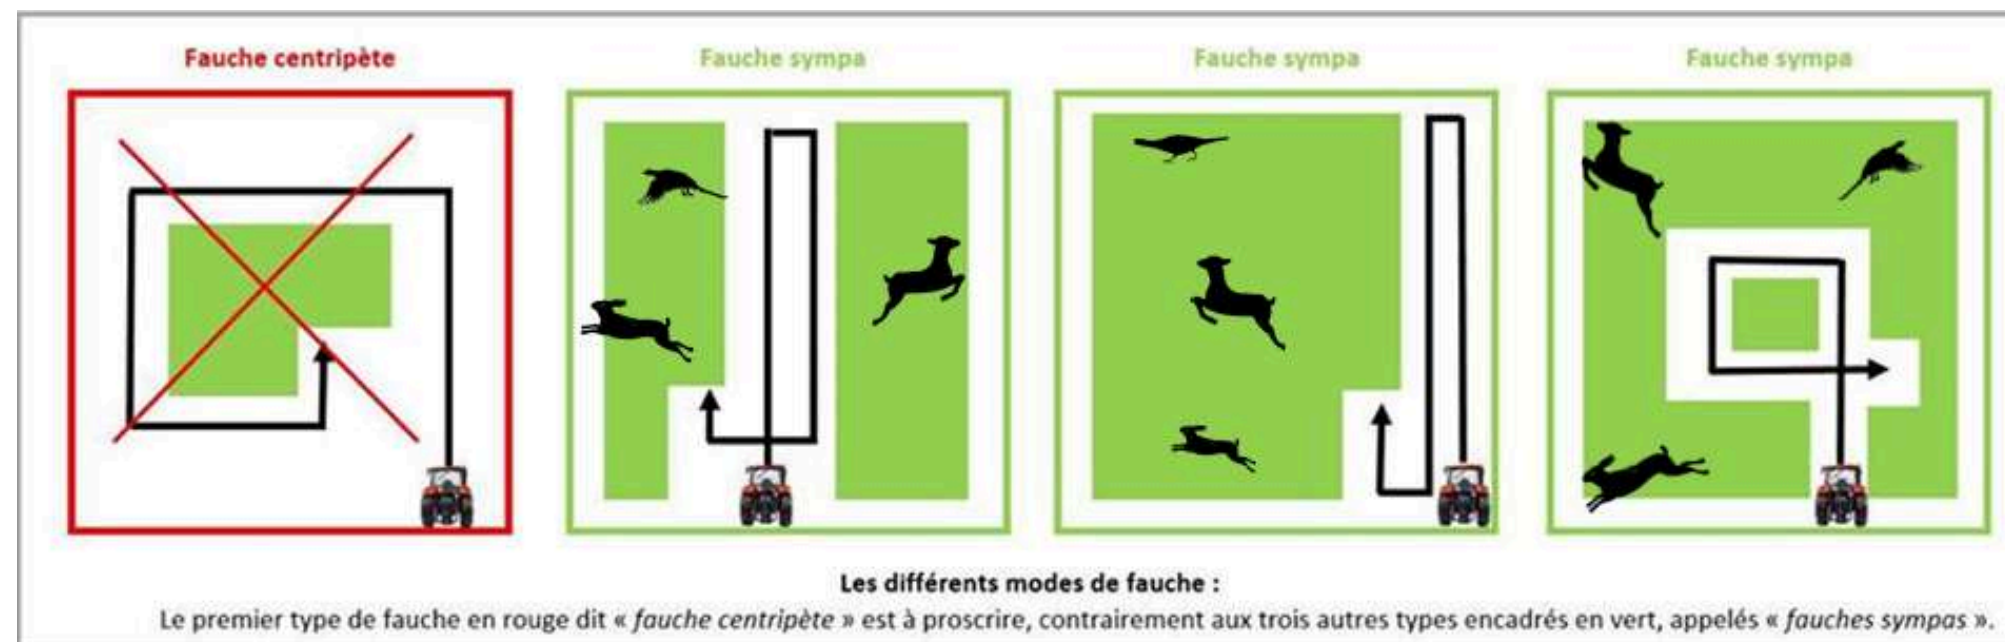 Fauche centripète
Fauche sympa
Fauche sympa
Fauche sympa
Les différents modes de fauche :
Le premier type de fauche en rouge dit « fauche centripète » est à proscrire, contrairement aux trois autres types encadrés en vert, appelés « fauches sympas ».